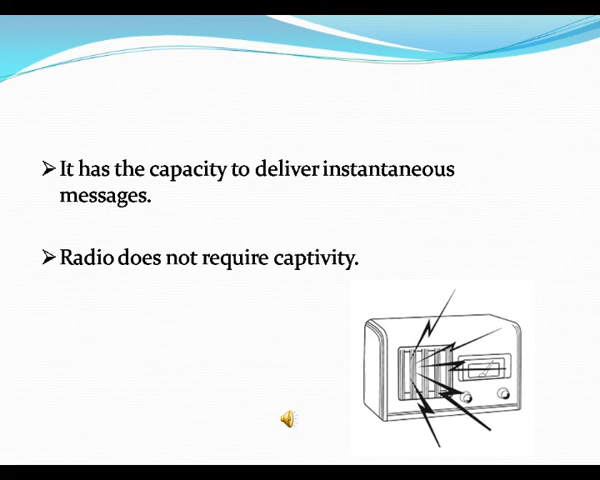 It has the capacity to deliver instantaneous
messages.
Radio does not require captivity.